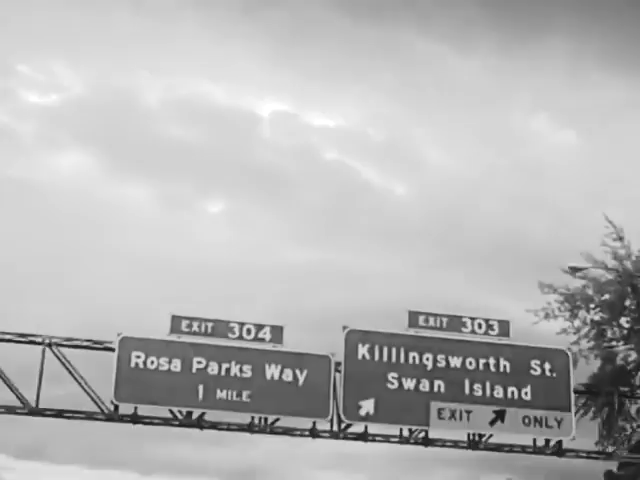 EXIT 304
Rosa Parks Way
1 MILE
EXIT 303
Killingsworth St.
Swan Island
EXIT ONLY